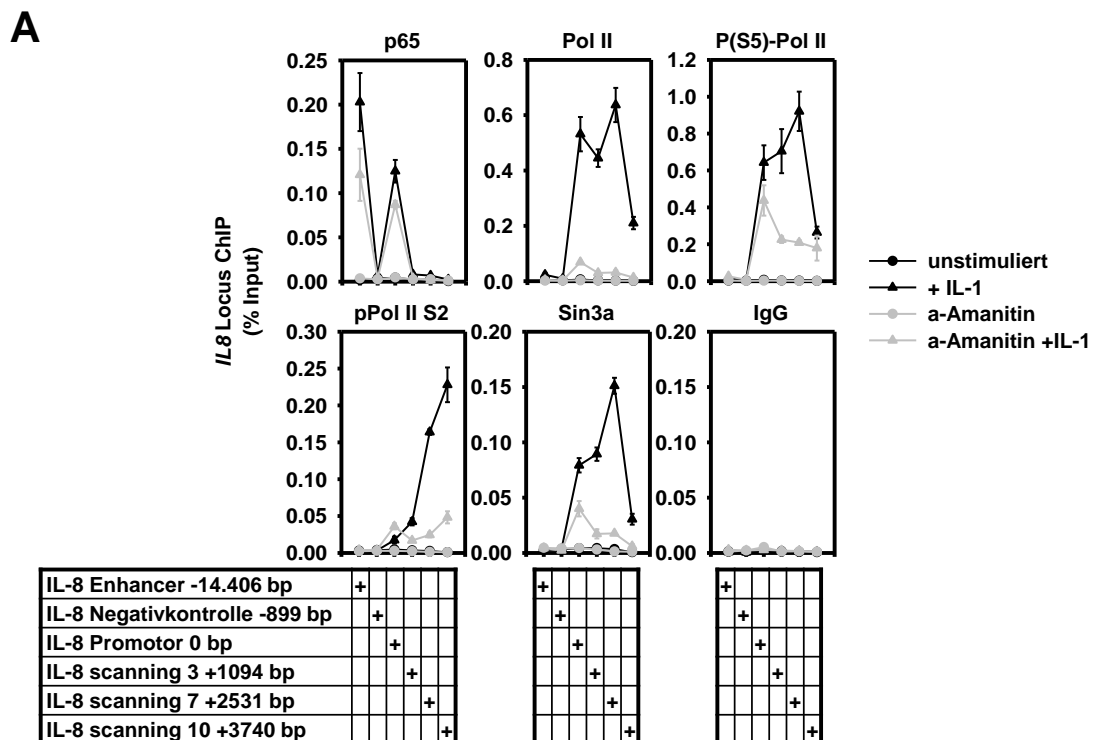 A
p65
Pol II
P(S5)-Pol II
0.25
0.20
0.15
0.10
0.05
0.00
0.8
0.6
0.4
0.2
0.0
1.2
1.0
0.8
0.6
0.4
0.2
0.0
IL8 Locus ChIP
(% Input)
unstimuliert
+ IL-1
a-Amanitin
a-Amanitin +IL-1
pPol II S2
Sin3a
IgG
0.30
0.25
0.20
0.15
0.10
0.05
0.00
0.20
0.15
0.10
0.05
0.00
0.20
0.15
0.10
0.05
0.00
IL-8 Enhancer -14.406 bp + + +
IL-8 Negativkontrolle -899 bp + + +
IL-8 Promotor 0 bp + + +
IL-8 scanning 3 +1094 bp + + +
IL-8 scanning 7 +2531 bp + + +
IL-8 scanning 10 +3740 bp + + +